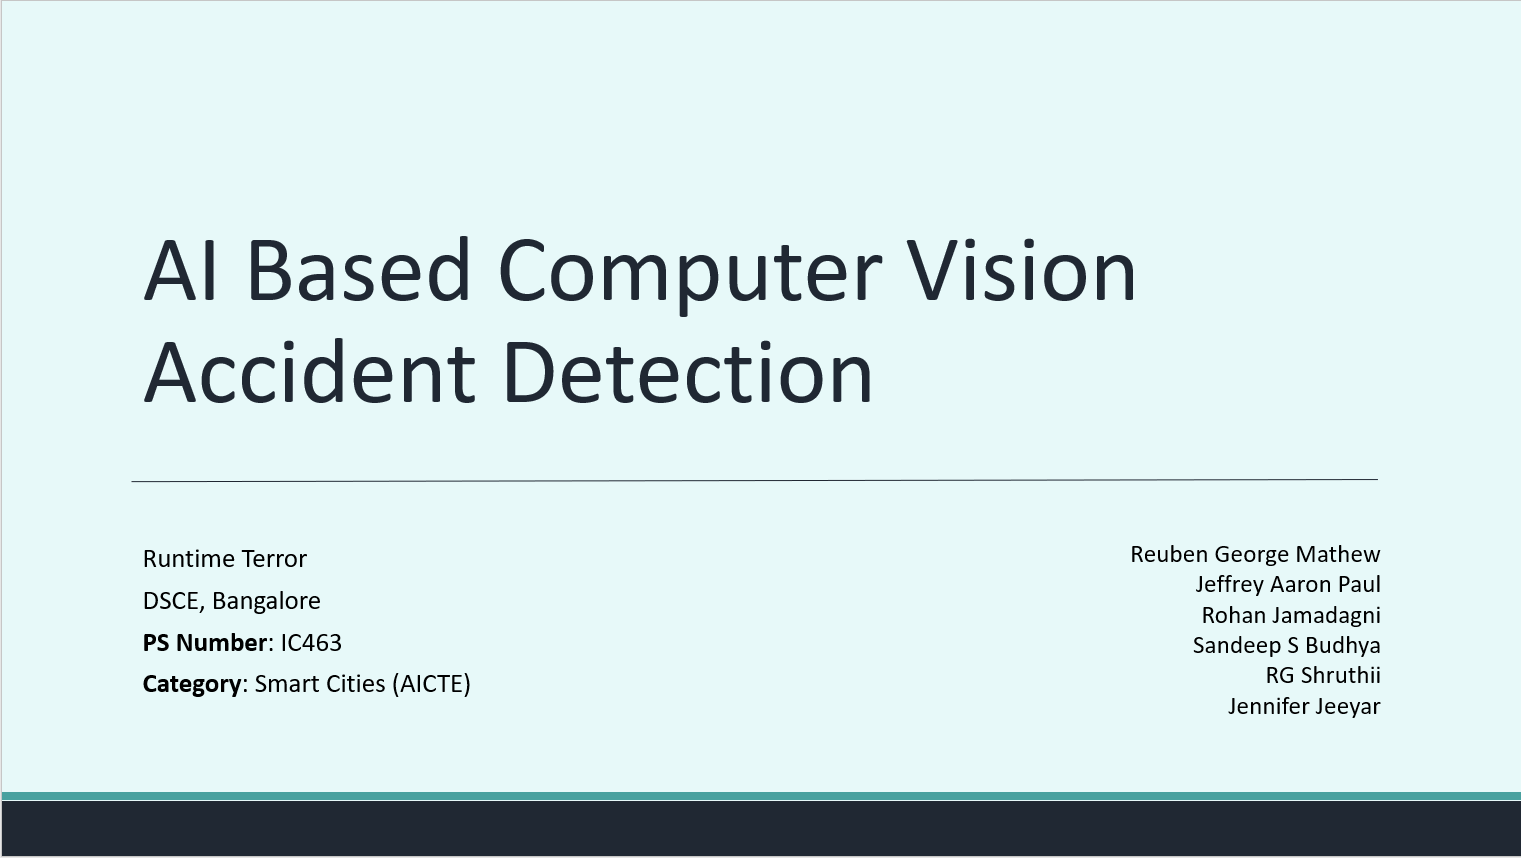 AI Based Computer Vision
Accident Detection
Runtime Terror
DSCE, Bangalore
PS Number: IC463
Category: Smart Cities (AICTE)
Reuben George Mathew
Jeffrey Aaron Paul
Rohan Jamadagni
Sandeep S Budhya
RG Shruthii
Jennifer Jeeyar